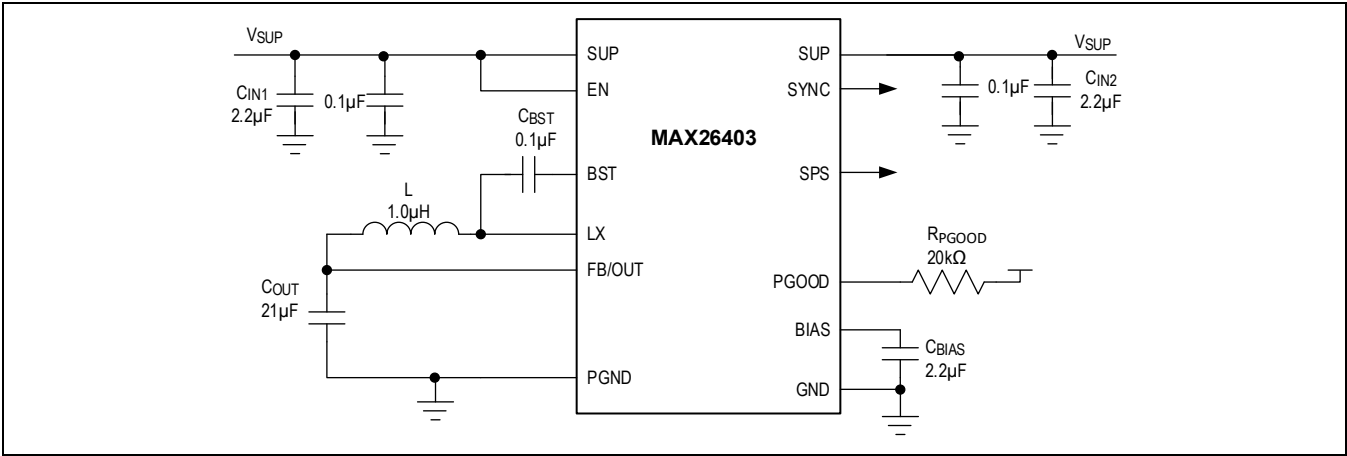 VSUP
CIN1
2.2µF
0.1µF
CBST
0.1µF
L
1.0µH
COUT
21µF
SUP
EN
BST
LX
FB/OUT
PGND
MAX26403
SUP
SYNC
SPS
PGOOD
BIAS
GND
VSUP
0.1µF
CIN2
2.2µF
RPGOOD
20kΩ
CBIAS
2.2µF